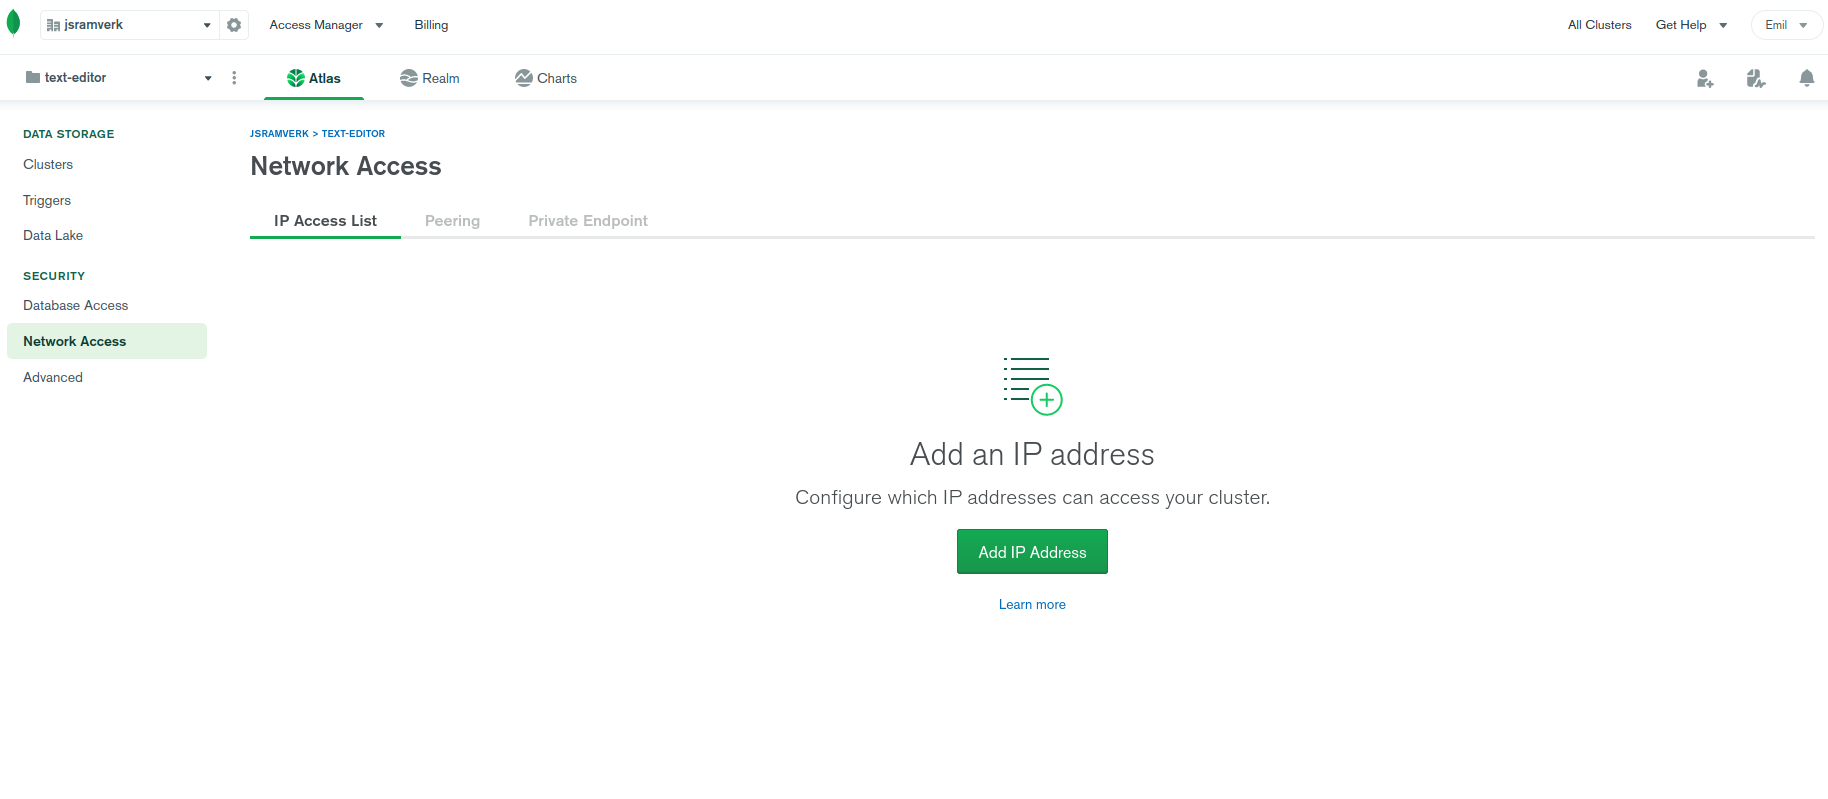 jsramverk
Access Manager
Billing
All Clusters
Get Help
Emil
text-editor
Atlas
Realm
Charts
DATA STORAGE
Clusters
Triggers
Data Lake
SECURITY
Database Access
Network Access
Advanced
JSRAMVERK > TEXT-EDITOR
Network Access
IP Access List
Peering
Private Endpoint
Add an IP address
Configure which IP addresses can access your cluster.
Add IP Address
Learn more